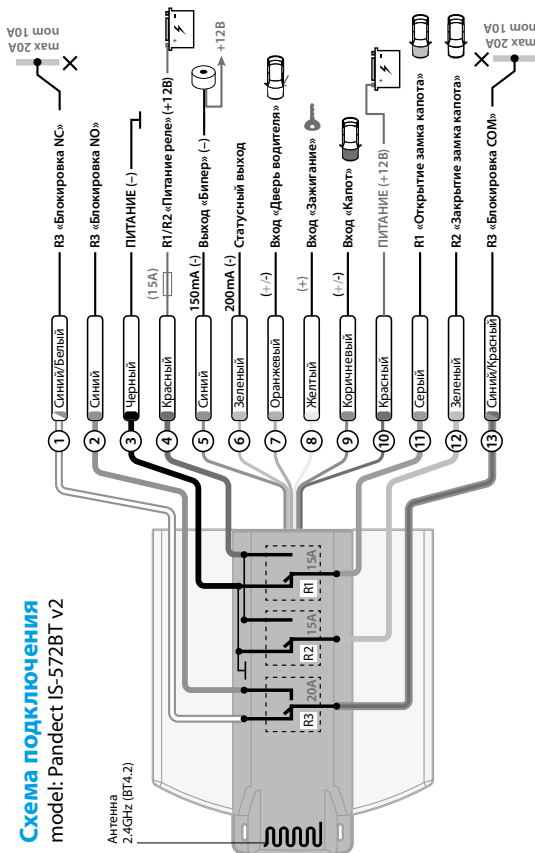 Схема подключения
model: Pandect IS-572BT v2
Антенна
2.4GHz (BT4.2)
R3
20A
R2
15A
R1
15A
1 Синий/Белый R3 «Блокировка NC»
nom 10A
max 20A
2 Синий R3 «Блокировка NO»
3 Черный ПИТАНИЕ (–)
4 Красный (15A) R1/R2 «Питание реле» (+12В)
5 Синий 150mA (-) Выход «Бипер» (–)
+12В
6 Зеленый 200mA (-) Статусный выход
7 Оранжевый (+/-) Вход «Дверь водителя»
8 Желтый (+) Вход «Зажигание»
9 Коричневый (+/-) Вход «Капот»
10 Красный ПИТАНИЕ (+12В)
11 Серый R1 «Открытие замка капота»
12 Зеленый R2 «Закрытие замка капота»
13 Синий/Красный R3 «Блокировка COM»
nom 10A
max 20A